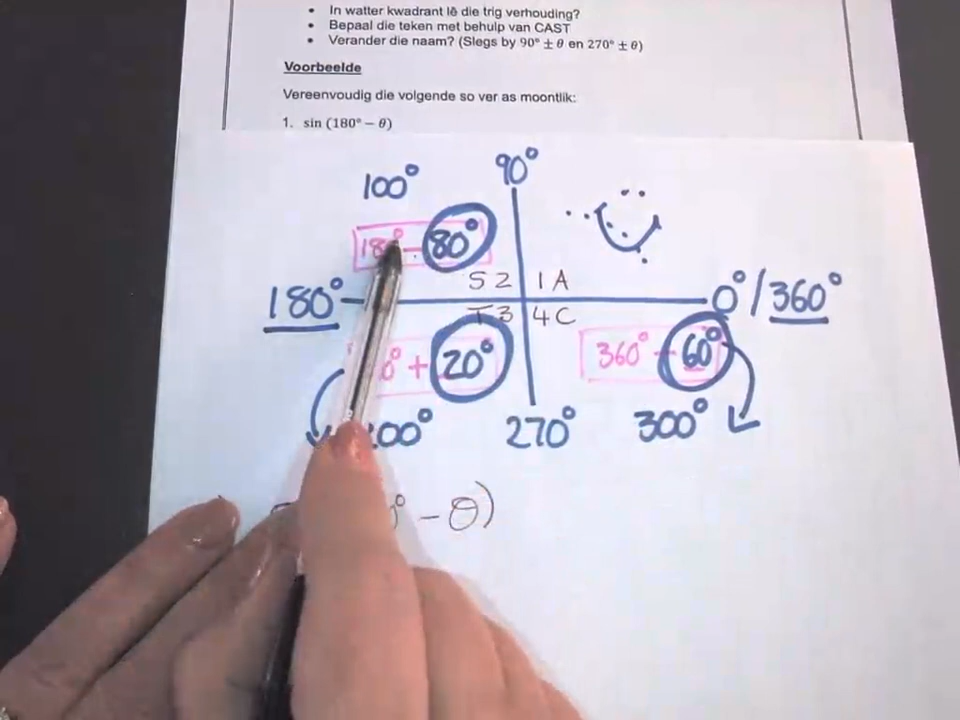 • In watter kwadrant lê die trig verhouding?
• Bepaal die teken met behulp van CAST
• Verander die naam? (Slegs by 90° ± θ en 270° ± θ)
Voorbeelde
Vereenvoudig die volgende so ver as moontlik:
1. sin (180° − θ)
100° 90°
180° - 80°
S 2 1 A
180° 0° / 360°
T 3 4 C
° + 20° 360° - 60°
00° 270° 300°
° - θ)